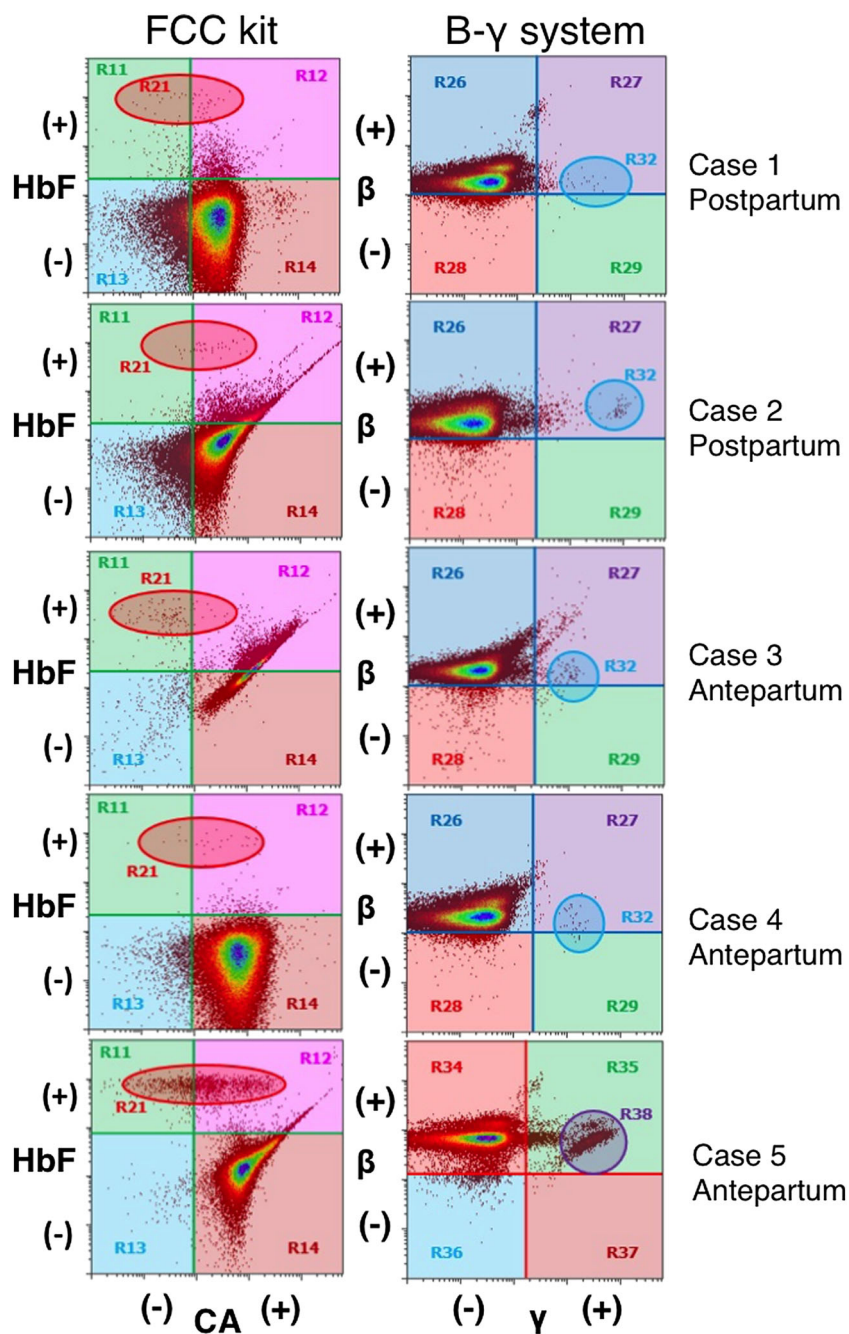 FCC kit B-γ system
R11 R21 R12 R26 R27
(+) (+) R32 Case 1
HbF β Postpartum
(-) (-)
R13 R14 R28 R29
R11 R12 R26 R27
(+) R21 (+) R32 Case 2
HbF β Postpartum
(-) (-)
R13 R14 R28 R29
R11 R21 R12 R26 R27
(+) (+) R32 Case 3
HbF β Antepartum
(-) (-)
R13 R14 R28 R29
R11 R12 R26 R27
(+) R21 (+) R32 Case 4
HbF β Antepartum
(-) (-)
R13 R14 R28 R29
R11 R12 R34 R35
(+) R21 (+) R38 Case 5
HbF β Antepartum
(-) (-)
R13 R14 R36 R37
(-) CA (+) (-) γ (+)